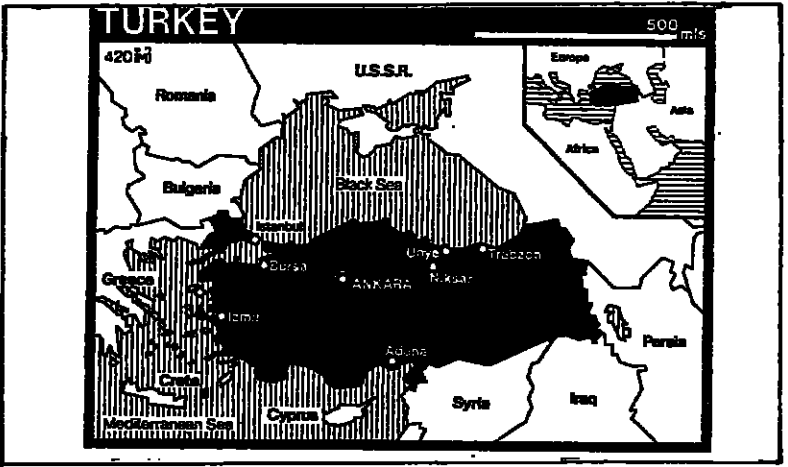 TURKEY
500 mls
420M
Romania
U.S.S.R.
Europe
Asia
Africa
Bulgaria
Black Sea
Istanbul
Bursa
ANKARA
Unye
Niksar
Trabzon
Greece
Izmir
Adana
Persia
Crete
Cyprus
Syria
Iraq
Mediterranean Sea